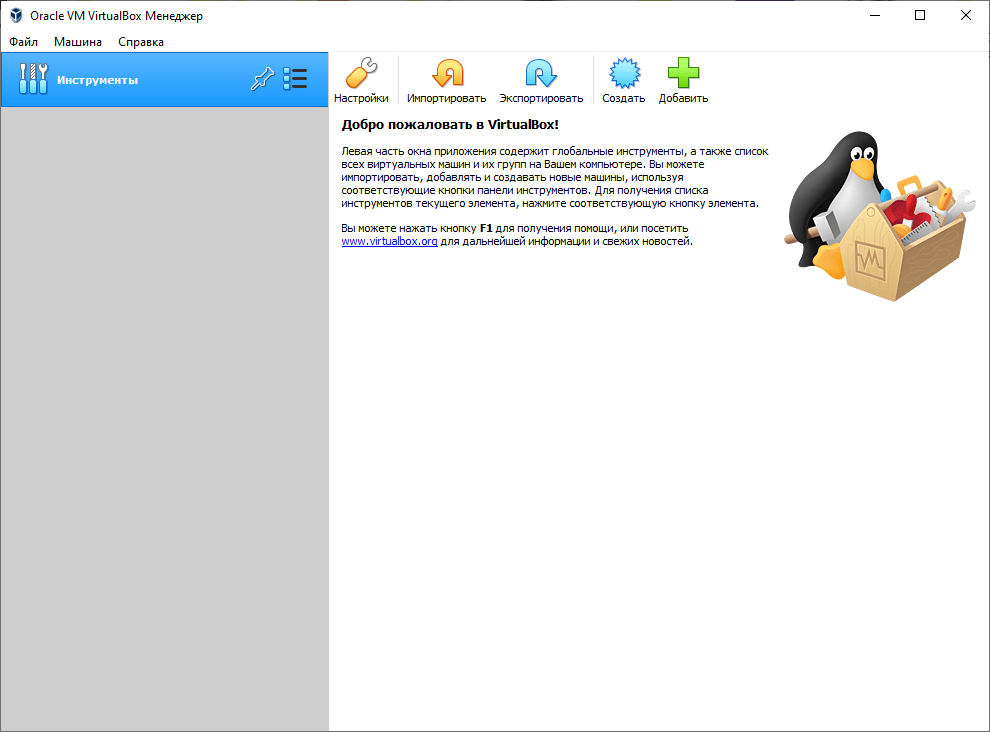 Oracle VM VirtualBox Менеджер
Файл Машина Справка
Инструменты
Настройки Импортировать Экспортировать Создать Добавить
Добро пожаловать в VirtualBox!
Левая часть окна приложения содержит глобальные инструменты, а также список
всех виртуальных машин и их групп на Вашем компьютере. Вы можете
импортировать, добавлять и создавать новые машины, используя
соответствующие кнопки панели инструментов. Для получения списка
инструментов текущего элемента, нажмите соответствующую кнопку элемента.
Вы можете нажать кнопку F1 для получения помощи, или посетить
www.virtualbox.org для дальнейшей информации и свежих новостей.